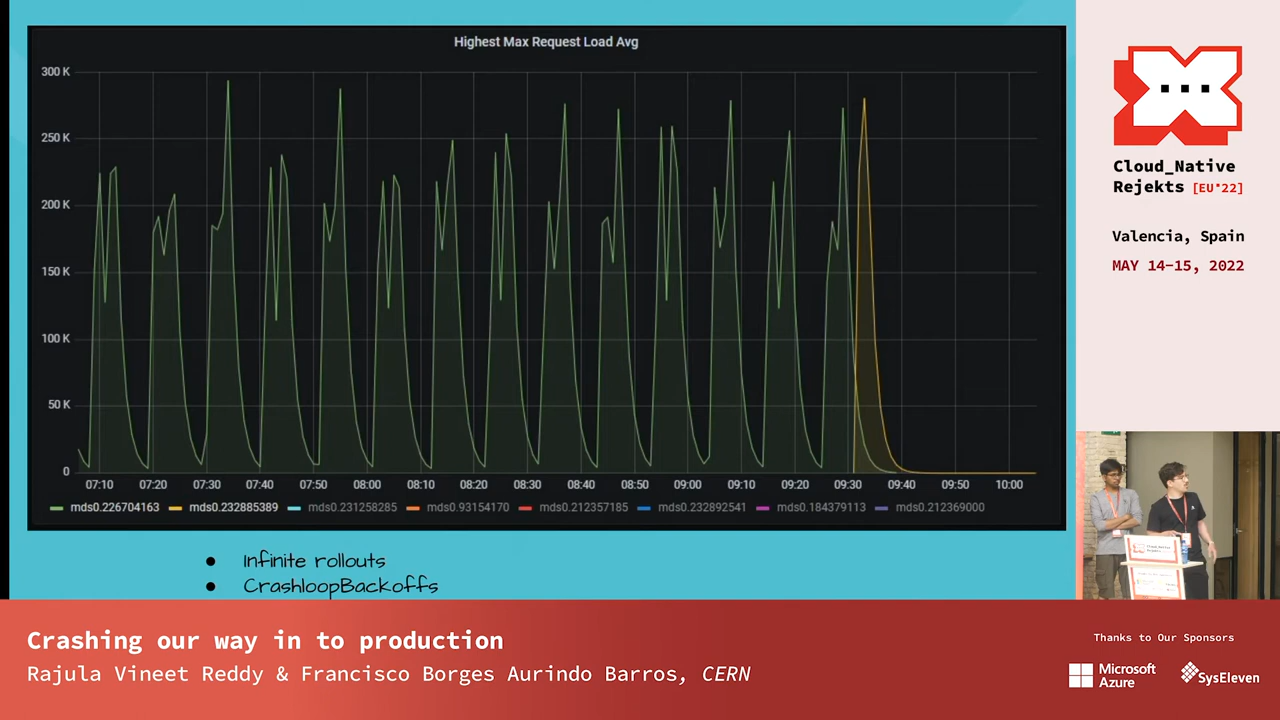 Highest Max Request Load Avg
300 K
250 K
200 K
150 K
100 K
50 K
0
07:10 07:20 07:30 07:40 07:50 08:00 08:10 08:20 08:30 08:40 08:50 09:00 09:10 09:20 09:30 09:40 09:50 10:00
mds0.226704163 mds0.232885389 mds0.231258285 mds0.93154170 mds0.212357185 mds0.232892541 mds0.184379113 mds0.212369000
● Infinite rollouts
● CrashloopBackoffs
Cloud_Native
Rejekts [EU*22]
Valencia, Spain
MAY 14-15, 2022
Crashing our way in to production
Rajula Vineet Reddy & Francisco Borges Aurindo Barros, CERN
Thanks to Our Sponsors
Microsoft
Azure
SysEleven